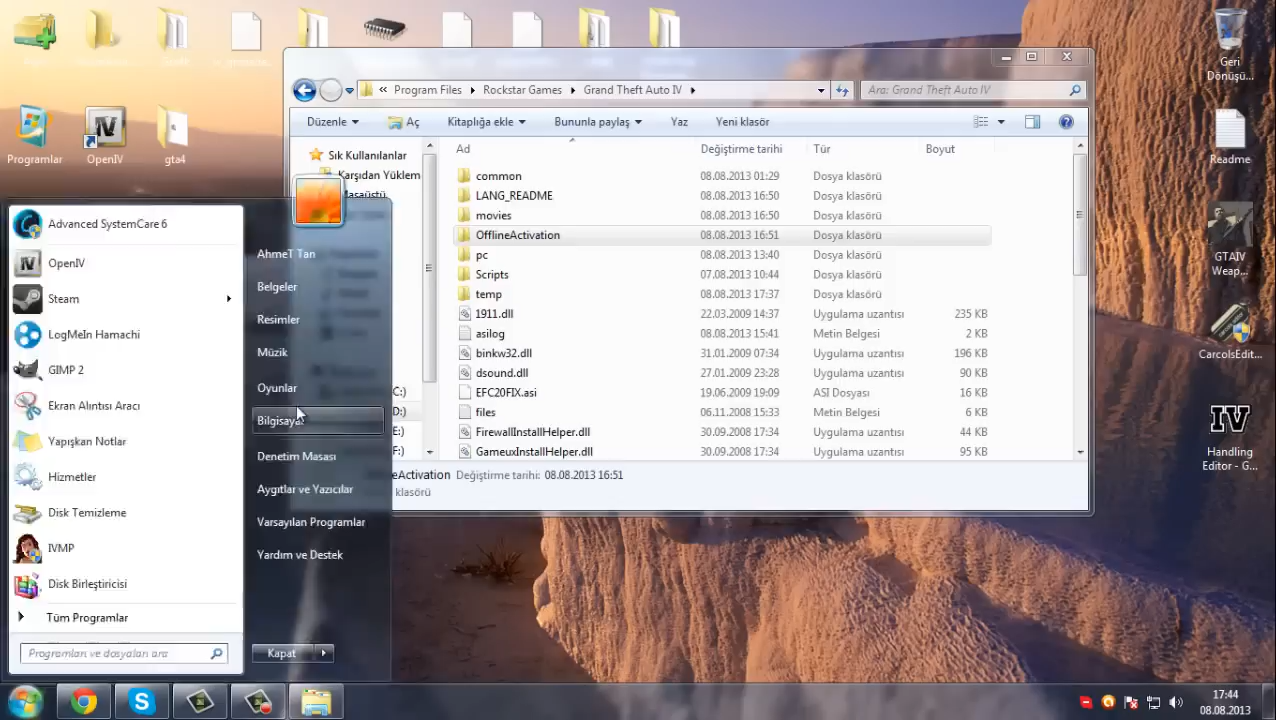 Programlar
OpenIV
gta4
Geri
Dönüşü...
Readme
GTAIV
Weap...
CarcolsEdit...
IV
Handling
Editor - G...
« Program Files ▸ Rockstar Games ▸ Grand Theft Auto IV ▸
Ara: Grand Theft Auto IV
Düzenle Aç Kitaplığa ekle Bununla paylaş Yaz Yeni klasör
Sık Kullanılanlar
Karşıdan Yüklem
Masaüstü
C:)
D:)
E:)
F:)
Ad Değiştirme tarihi Tür Boyut
common 08.08.2013 01:29 Dosya klasörü
LANG_README 08.08.2013 16:50 Dosya klasörü
movies 08.08.2013 16:50 Dosya klasörü
OfflineActivation 08.08.2013 16:51 Dosya klasörü
pc 08.08.2013 13:40 Dosya klasörü
Scripts 07.08.2013 10:44 Dosya klasörü
temp 08.08.2013 17:37 Dosya klasörü
1911.dll 22.03.2009 14:37 Uygulama uzantısı 235 KB
asilog 08.08.2013 15:41 Metin Belgesi 2 KB
binkw32.dll 31.01.2009 07:34 Uygulama uzantısı 196 KB
dsound.dll 27.01.2009 23:28 Uygulama uzantısı 90 KB
EFC20FIX.asi 19.06.2009 09:34 ASI Dosyası 16 KB
files 06.11.2008 15:33 Metin Belgesi 2 KB
FirewallInstallHelper.dll 30.09.2008 17:34 Uygulama uzantısı 44 KB
GameuxInstallHelper.dll 30.09.2008 17:34 Uygulama uzantısı 95 KB
eActivation Değiştirme tarihi: 08.08.2013 16:51
klasörü
Advanced SystemCare 6
OpenIV
Steam
LogMeIn Hamachi
GIMP 2
Ekran Alıntısı Aracı
Yapışkan Notlar
Hizmetler
Disk Temizleme
IVMP
Disk Birleştiricisi
Tüm Programlar
Programları ve dosyaları ara
AhmeT Tan
Belgeler
Resimler
Müzik
Oyunlar
Bilgisayar
Denetim Masası
Aygıtlar ve Yazıcılar
Varsayılan Programlar
Yardım ve Destek
Kapat
17:44
08.08.2013